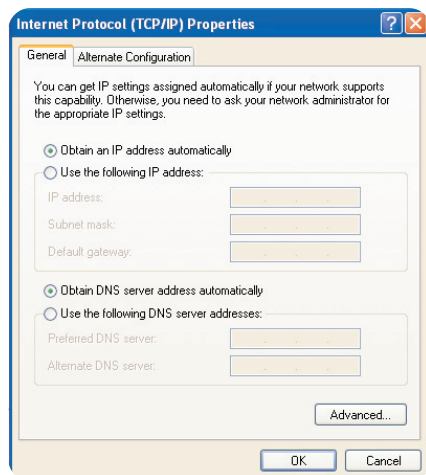 Internet Protocol (TCP/IP) Properties
General
Alternate Configuration
You can get IP settings assigned automatically if your network supports
this capability. Otherwise, you need to ask your network administrator for
the appropriate IP settings.
Obtain an IP address automatically
Use the following IP address:
IP address:
Subnet mask:
Default gateway:
Obtain DNS server address automatically
Use the following DNS server addresses:
Preferred DNS server:
Alternate DNS server:
Advanced...
OK
Cancel